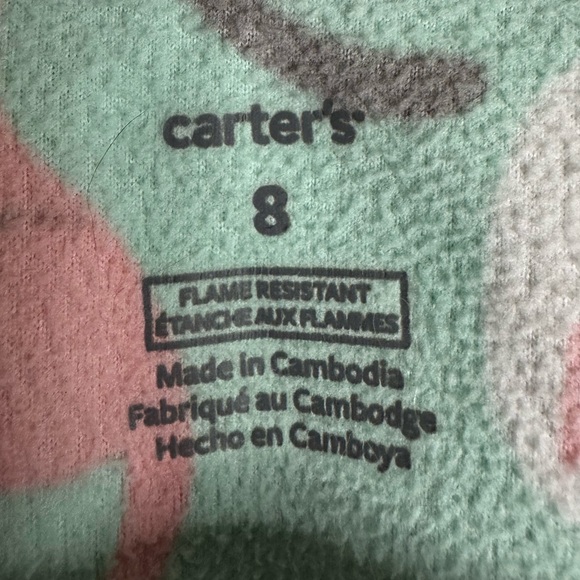 carter's
8
FLAME RESISTANT
ÉTANCHE AUX FLAMMES
Made in Cambodia
Fabriqué au Cambodge
Hecho en Camboya